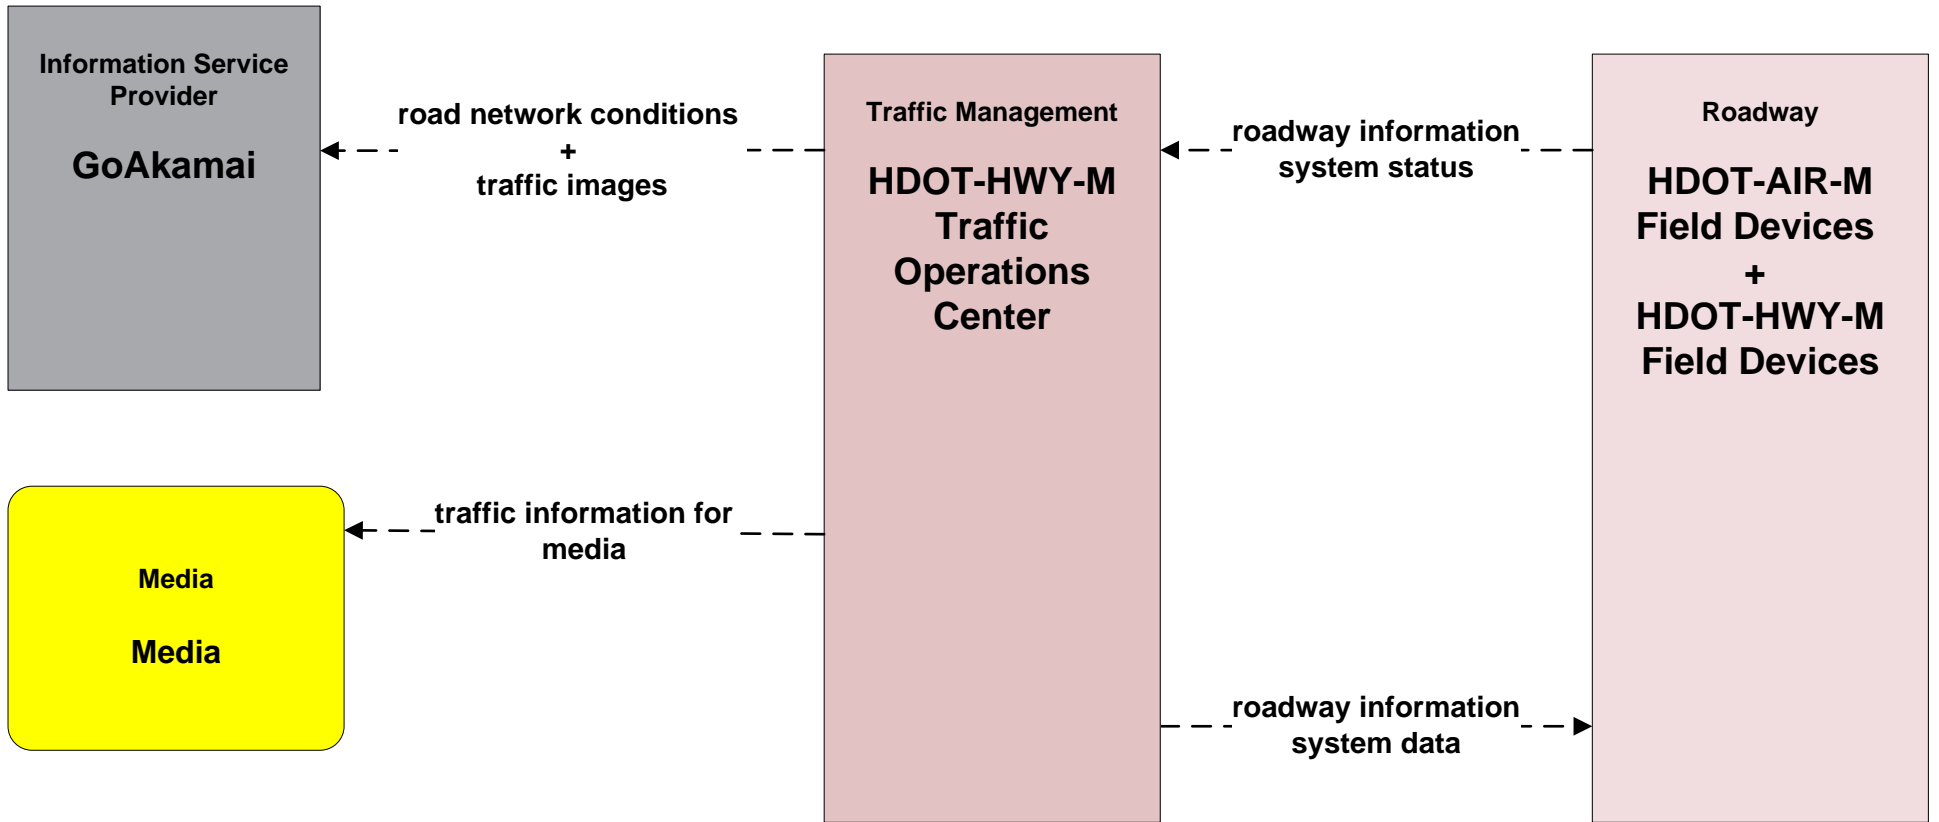 Information Service
Provider
GoAkamai
road network conditions
+
traffic images
Traffic Management
HDOT-HWY-M
Traffic
Operations
Center
roadway information
system status
Roadway
HDOT-AIR-M
Field Devices
+
HDOT-HWY-M
Field Devices
traffic information for
media
Media
Media
roadway information
system data